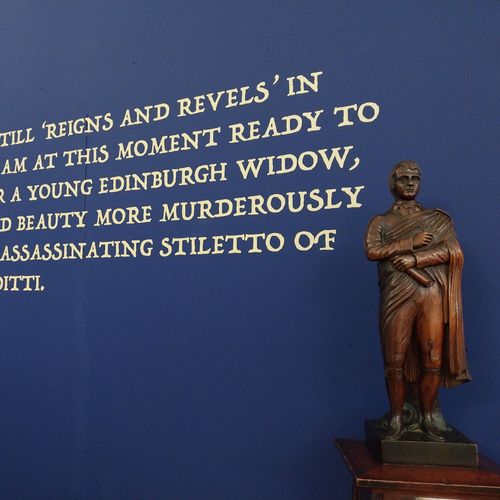 TILL 'REIGNS AND REVELS' IN
AM AT THIS MOMENT READY TO
R A YOUNG EDINBURGH WIDOW,
D BEAUTY MORE MURDEROUSLY
ASSASSINATING STILETTO OF
DITTI.